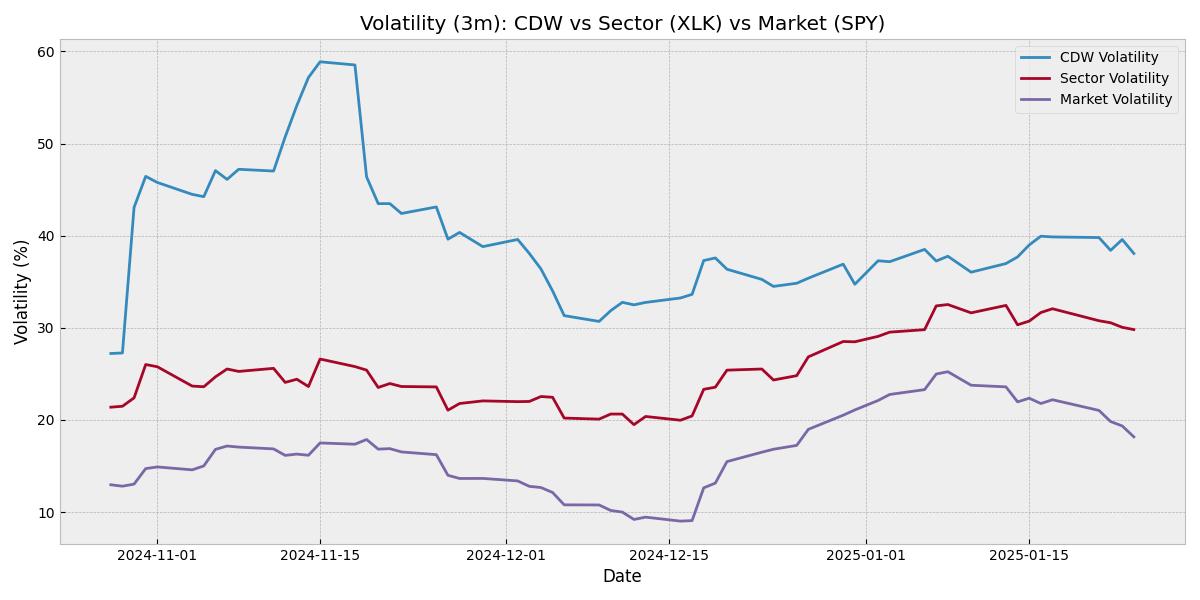 Volatility (3m): CDW vs Sector (XLK) vs Market (SPY)
CDW Volatility
Sector Volatility
Market Volatility
Volatility (%)
60
50
40
30
20
10
2024-11-01
2024-11-15
2024-12-01
2024-12-15
2025-01-01
2025-01-15
Date